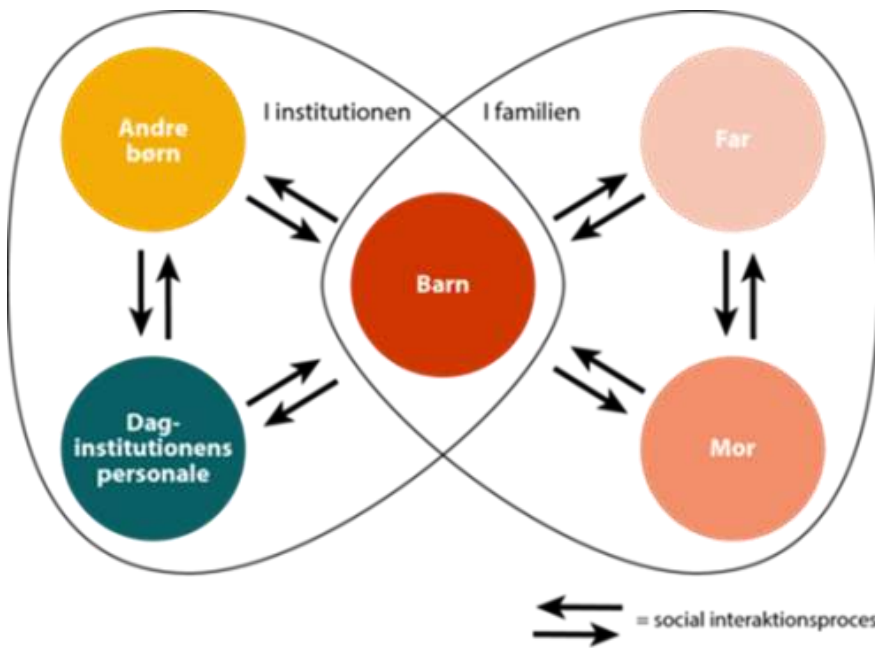 I institutionen
I familien
Andre
børn
Far
Barn
Dag-
institutionens
personale
Mor
= social interaktionsproces